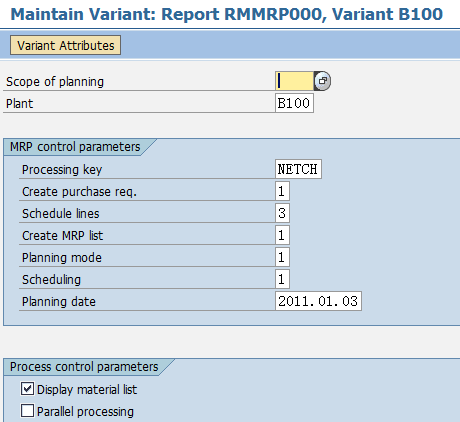 Maintain Variant: Report RMMRP000, Variant B100
Variant Attributes
Scope of planning
Plant B100
MRP control parameters
Processing key NETCH
Create purchase req. 1
Schedule lines 3
Create MRP list 1
Planning mode 1
Scheduling 1
Planning date 2011.01.03
Process control parameters
Display material list
Parallel processing